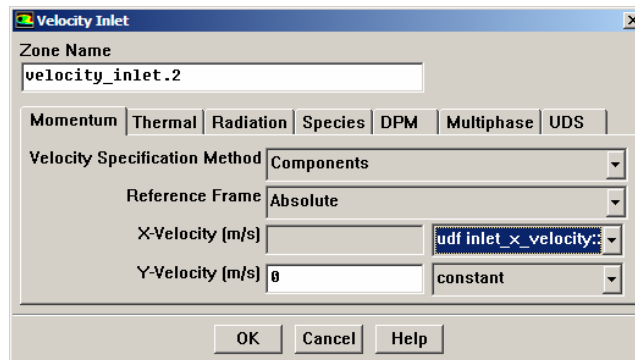 Velocity Inlet
Zone Name
velocity_inlet.2
Momentum Thermal Radiation Species DPM Multiphase UDS
Velocity Specification Method Components
Reference Frame Absolute
X-Velocity (m/s) udf inlet_x_velocity::
Y-Velocity (m/s) 0 constant
OK Cancel Help